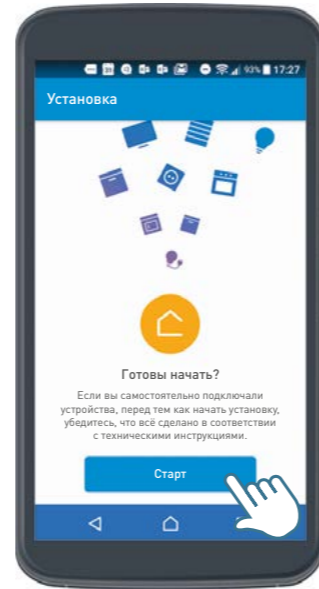 93% 17:27
Установка
Готовы начать?
Если вы самостоятельно подключали
устройства, перед тем как начать установку,
убедитесь, что всё сделано в соответствии
с техническими инструкциями.
Старт